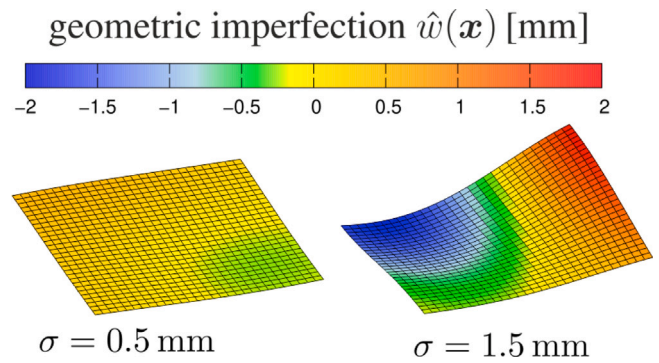 geometric imperfection ŵ(x) [mm]
−2 −1.5 −1 −0.5 0 0.5 1 1.5 2
σ = 0.5 mm σ = 1.5 mm